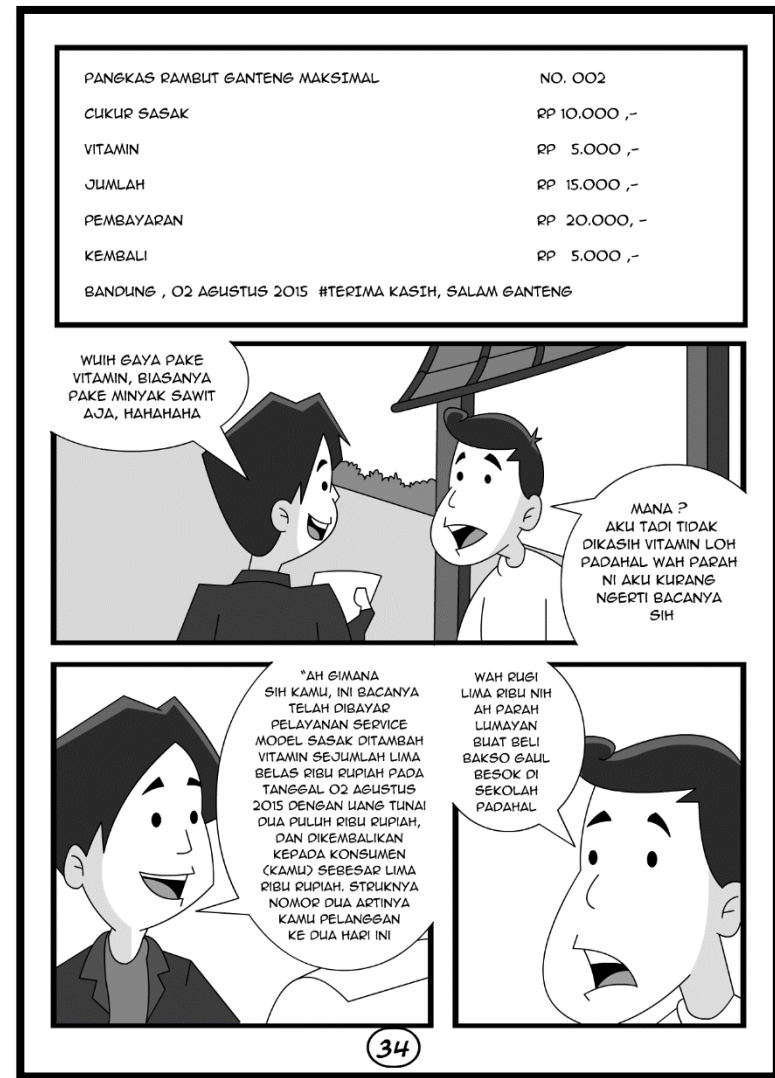 PANGKAS RAMBUT GANTENG MAKSIMAL NO. 002
CUKUR SASAK RP 10.000 ,-
VITAMIN RP 5.000 ,-
JUMLAH RP 15.000 ,-
PEMBAYARAN RP 20.000, -
KEMBALI RP 5.000 ,-
BANDUNG , 02 AGUSTUS 2015 #TERIMA KASIH, SALAM GANTENG
WUIH GAYA PAKE
VITAMIN, BIASANYA
PAKE MINYAK SAWIT
AJA, HAHAHAHA
MANA ?
AKU TADI TIDAK
DIKASIH VITAMIN LOH
PADAHAL WAH PARAH
NI AKU KURANG
NGERTI BACANYA
SIH
"AH GIMANA
SIH KAMU, INI BACANYA
TELAH DIBAYAR
PELAYANAN SERVICE
MODEL SASAK DITAMBAH
VITAMIN SEJUMLAH LIMA
BELAS RIBU RUPIAH PADA
TANGGAL 02 AGUSTUS
2015 DENGAN UANG TUNAI
DUA PULUH RIBU RUPIAH,
DAN DIKEMBALIKAN
KEPADA KONSUMEN
(KAMU) SEBESAR LIMA
RIBU RUPIAH. STRUKNYA
NOMOR DUA ARTINYA
KAMU PELANGGAN
KE DUA HARI INI
WAH RUGI
LIMA RIBU NIH
AH PARAH
LUMAYAN
BUAT BELI
BAKSO GAUL
BESOK DI
SEKOLAH
PADAHAL
34